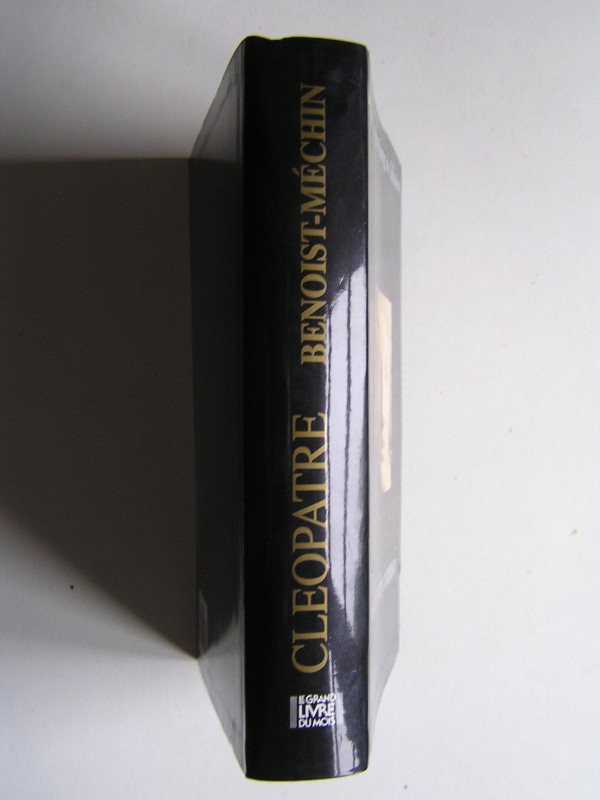 CLEOPATRE BENOIST-MÉCHIN
LE GRAND
LIVRE
DU MOIS